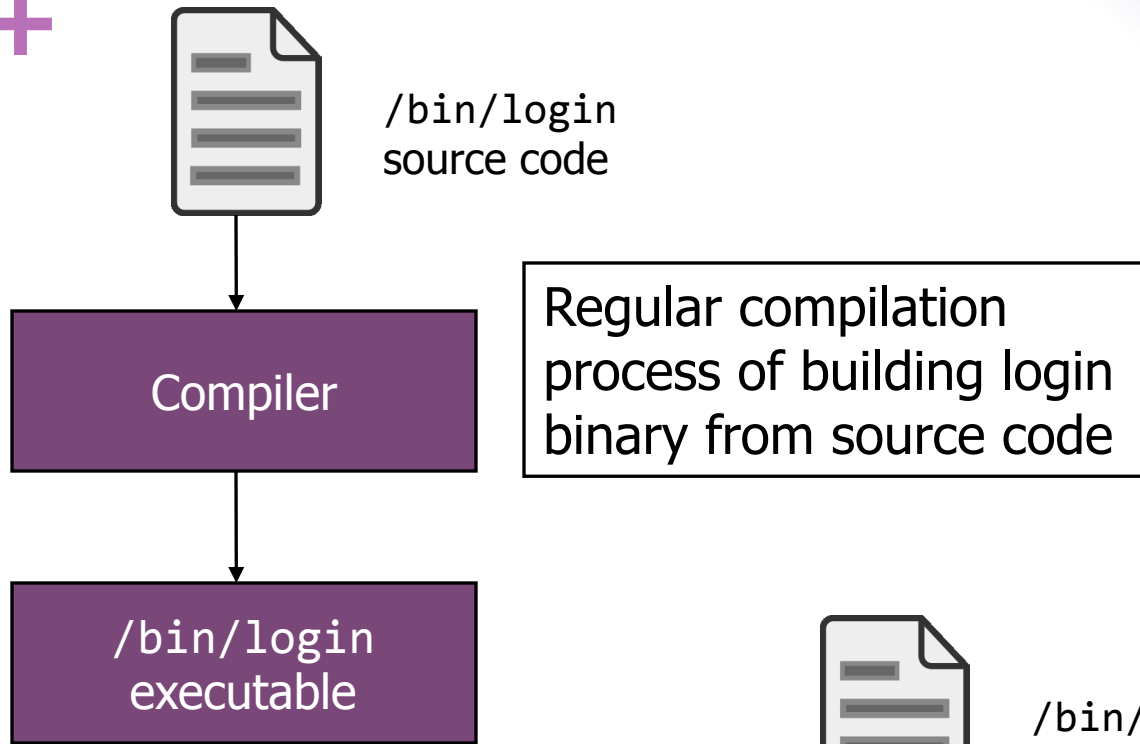 /bin/login
source code
Regular compilation
process of building login
binary from source code
Compiler
/bin/login
executable
/bin/